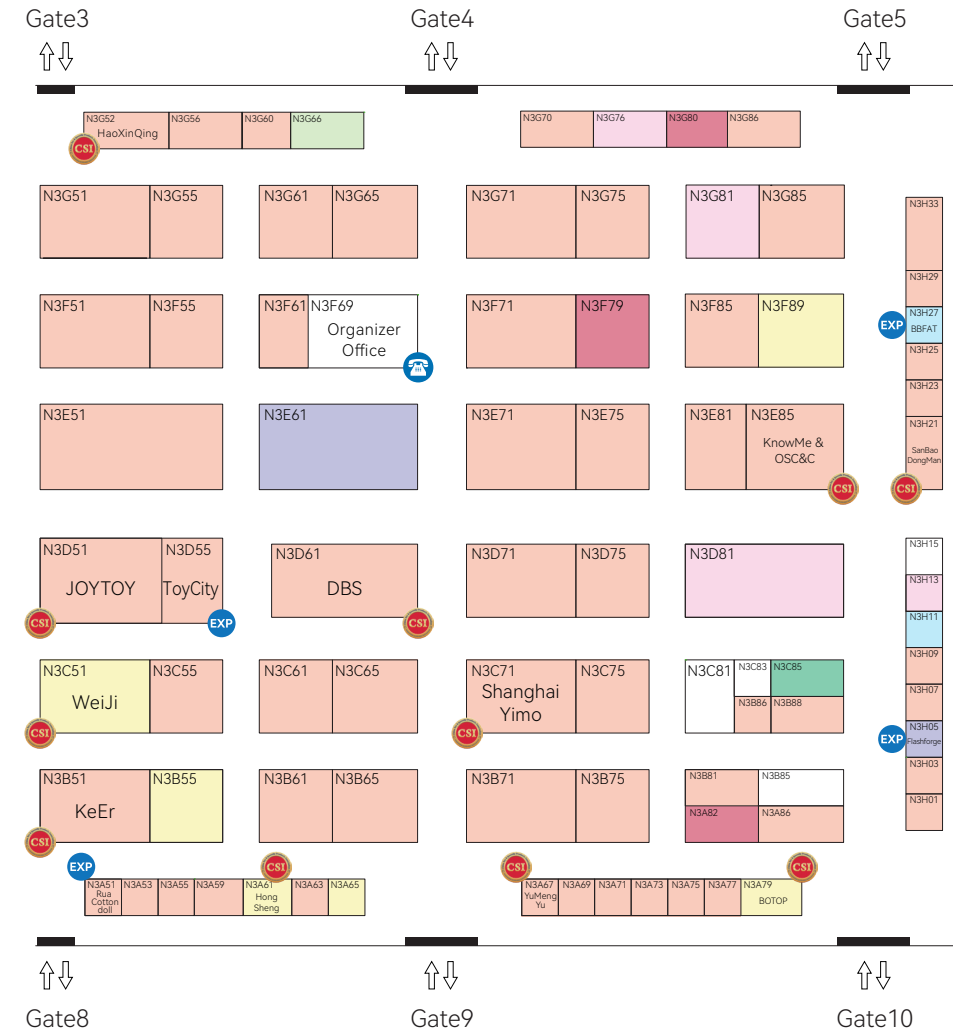 Gate3 Gate4 Gate5
N3G52 N3G56 N3G60 N3G66 N3G70 N3G76 N3G80 N3G86
HaoXinQing
CSI
N3G51 N3G55 N3G61 N3G65 N3G71 N3G75 N3G81 N3G85
N3H33
N3H29
N3F51 N3F55 N3F61 N3F69 N3F71 N3F79 N3F85 N3F89
Organizer
Office
N3H27
EXP BBFAT
N3H25
N3H23
N3E51 N3E61 N3E71 N3E75 N3E81 N3E85
KnowMe &
OSC&C
N3H21
SanBao
DongMan
CSI CSI
N3D51 N3D55 N3D61 N3D71 N3D75 N3D81
JOYTOY ToyCity DBS
CSI EXP CSI
N3H15
N3H13
N3H11
N3C51 N3C55 N3C61 N3C65 N3C71 N3C75 N3C81 N3C83 N3C85
WeiJi Shanghai
Yimo
N3B86 N3B88
CSI CSI
N3H09
N3H07
N3H05
EXP Flashforge
N3B51 N3B55 N3B61 N3B65 N3B71 N3B75 N3B81 N3B85
KeEr
N3A82 N3A86
CSI
N3H03
N3H01
EXP CSI CSI CSI
N3A51 N3A53 N3A55 N3A59 N3A61 N3A63 N3A65 N3A67 N3A69 N3A71 N3A73 N3A75 N3A77 N3A79
Rua
Cotton
doll
Hong
Sheng
YuMeng
Yu
BOTOP
Gate8 Gate9 Gate10